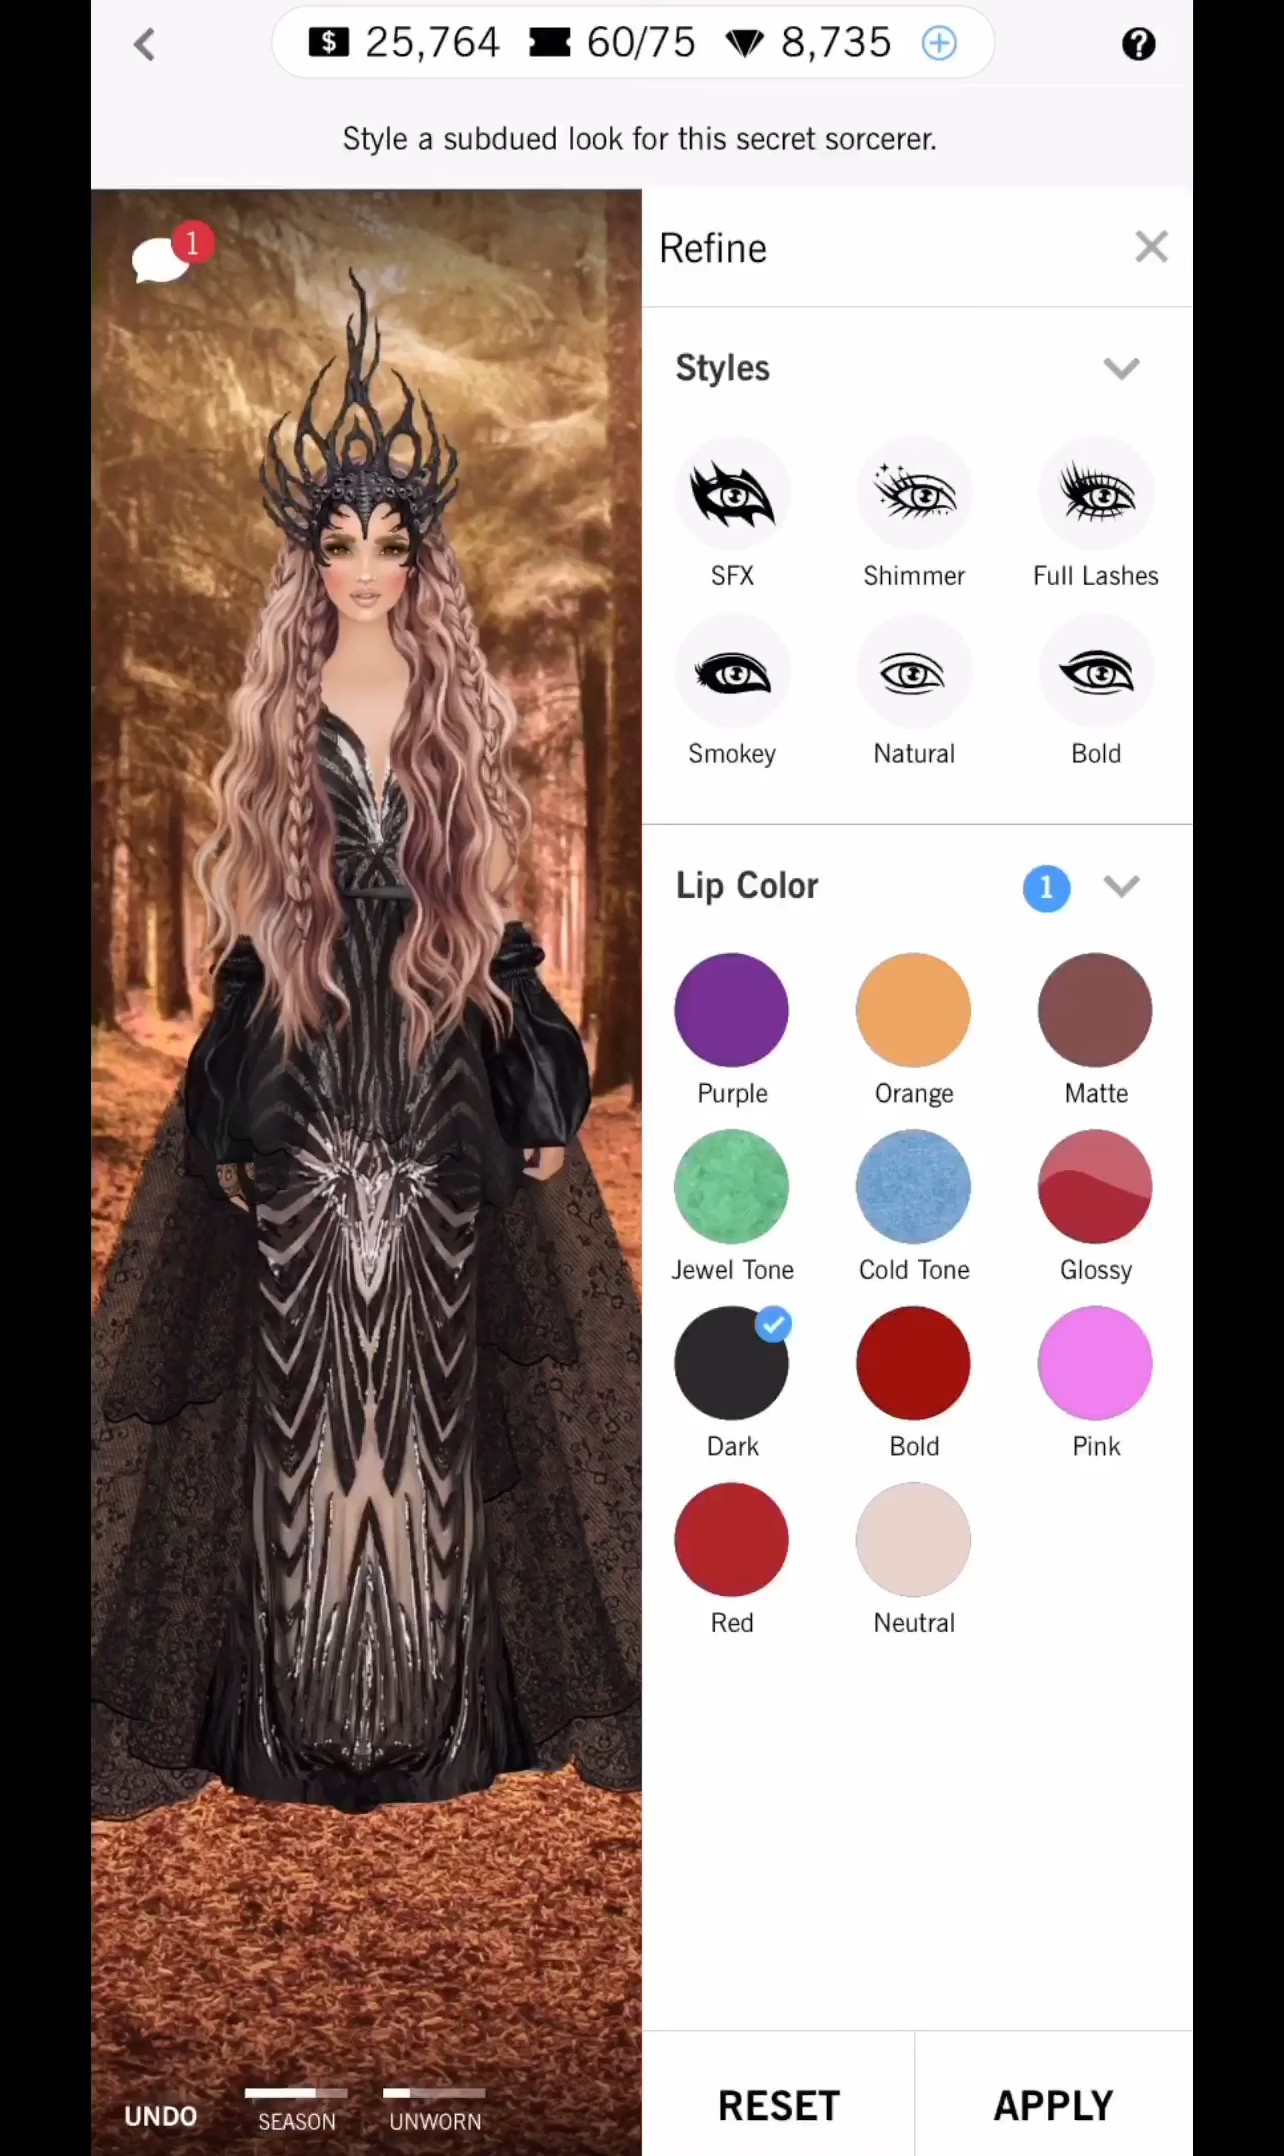 $ 25,764 60/75 8,735 + ?
Style a subdued look for this secret sorcerer.
1
Refine
Styles
SFX Shimmer Full Lashes
Smokey Natural Bold
Lip Color 1
Purple Orange Matte
Jewel Tone Cold Tone Glossy
Dark Bold Pink
Red Neutral
UNDO SEASON UNWORN
RESET APPLY